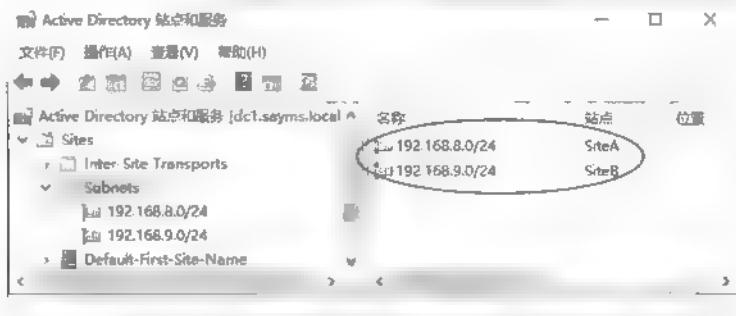 Active Directory 站点和服务
文件(F) 操作(A) 查看(V) 帮助(H)
Active Directory 站点和服务 [dc1.sayms.local
名称 站点 位置
Sites
192.168.8.0/24 SiteA
Inter-Site Transports
192.168.9.0/24 SiteB
Subnets
192.168.8.0/24
192.168.9.0/24
Default-First-Site-Name